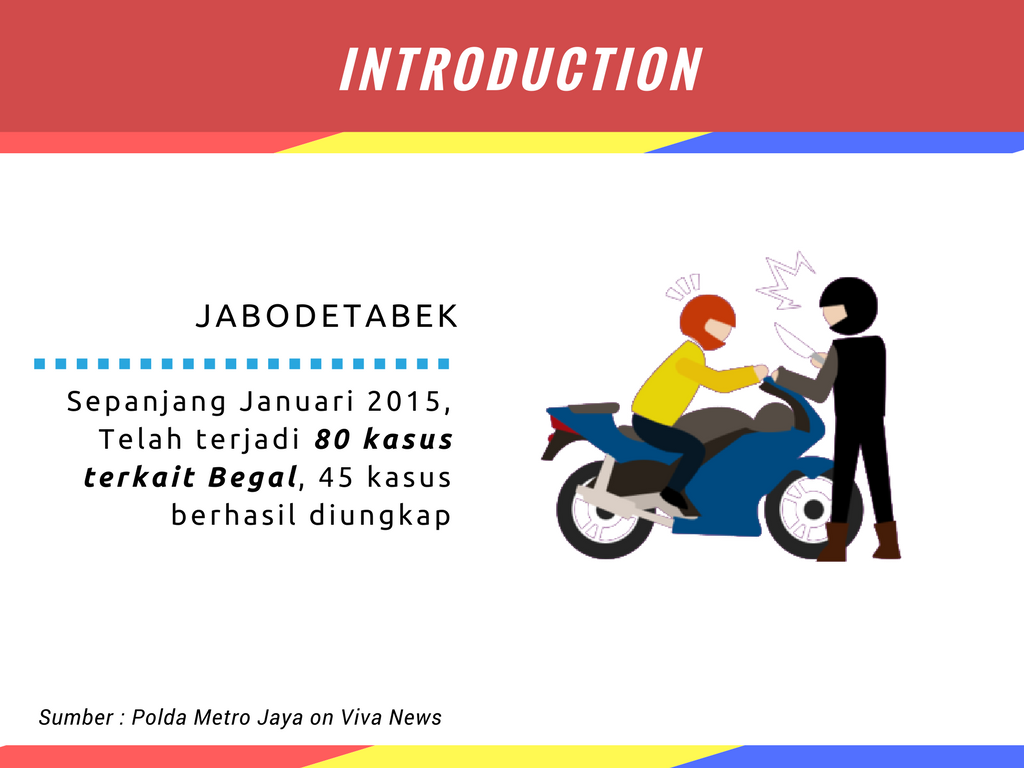 INTRODUCTION
JABODETABEK
Sepanjang Januari 2015,
Telah terjadi 80 kasus
terkait Begal, 45 kasus
berhasil diungkap
Sumber : Polda Metro Jaya on Viva News